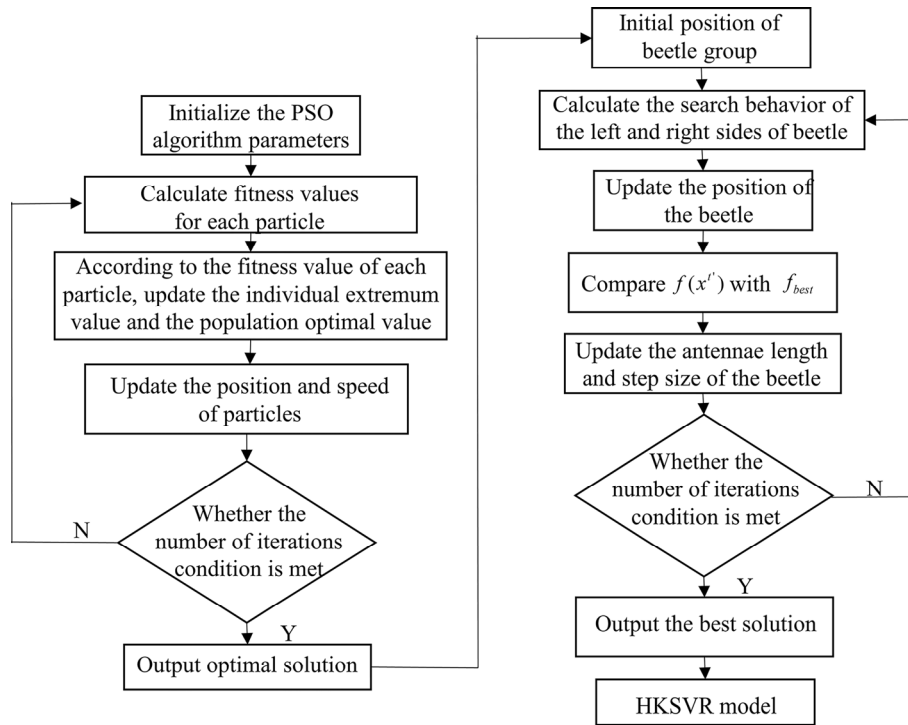 Initialize the PSO
algorithm parameters
Calculate fitness values
for each particle
According to the fitness value of each
particle, update the individual extremum
value and the population optimal value
Update the position and speed
of particles
Whether the
number of iterations
condition is met
N
Y
Output optimal solution
Initial position of
beetle group
Calculate the search behavior of
the left and right sides of beetle
Update the position of
the beetle
Compare f(x^{t'}) with f_{best}
Update the antennae length
and step size of the beetle
Whether the
number of iterations
condition is met
N
Y
Output the best solution
HKSVR model